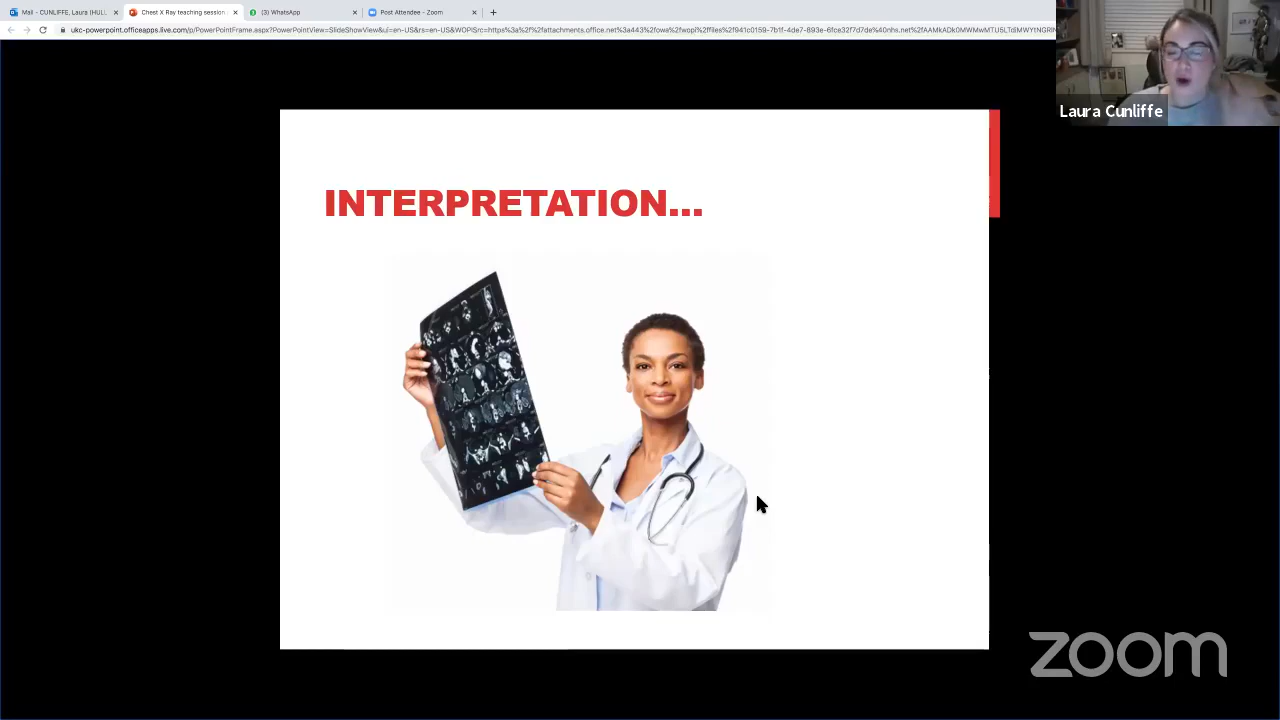 Mail - CUNLIFFE, Laura (HULL
Chest X Ray teaching session
(3) WhatsApp
Post Attendee - Zoom
ukc-powerpoint.officeapps.live.com/p/PowerPointFrame.aspx?PowerPointView=SlideShowView&ui=en-US&rs=en-US&WOPISrc=https%3a%2f%2fattachments.office.net%3a443%2fowa%2fwopi%2ffiles%2f941c0159-7b1f-4de7-893e-6fce32f7d7de%40nhs.net%2f
Laura Cunliffe
INTERPRETATION...
zoom